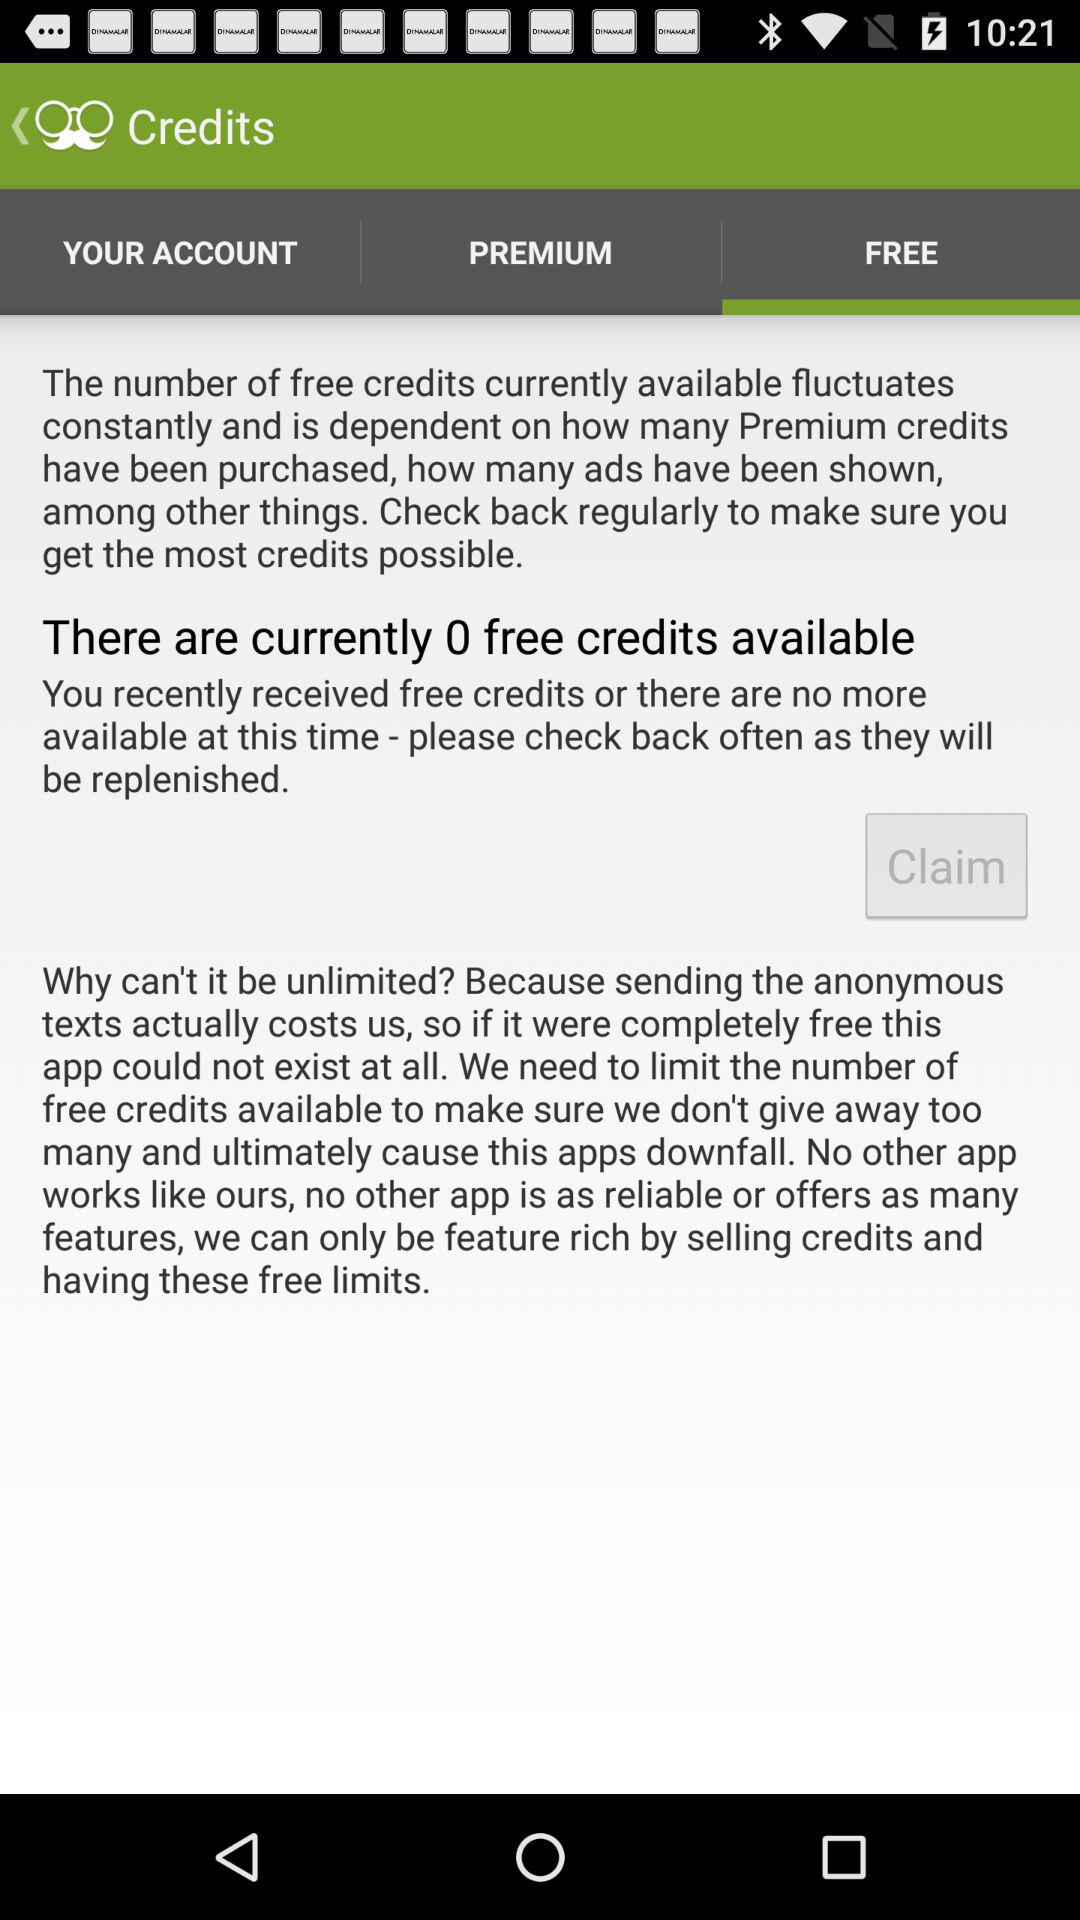 DINAMALAR DINAMALAR DINAMALAR DINAMALAR DINAMALAR DINAMALAR DINAMALAR DINAMALAR DINAMALAR DINAMALAR 10:21
Credits
YOUR ACCOUNT PREMIUM FREE
The number of free credits currently available fluctuates
constantly and is dependent on how many Premium credits
have been purchased, how many ads have been shown,
among other things. Check back regularly to make sure you
get the most credits possible.
There are currently 0 free credits available
You recently received free credits or there are no more
available at this time - please check back often as they will
be replenished.
Claim
Why can't it be unlimited? Because sending the anonymous
texts actually costs us, so if it were completely free this
app could not exist at all. We need to limit the number of
free credits available to make sure we don't give away too
many and ultimately cause this apps downfall. No other app
works like ours, no other app is as reliable or offers as many
features, we can only be feature rich by selling credits and
having these free limits.